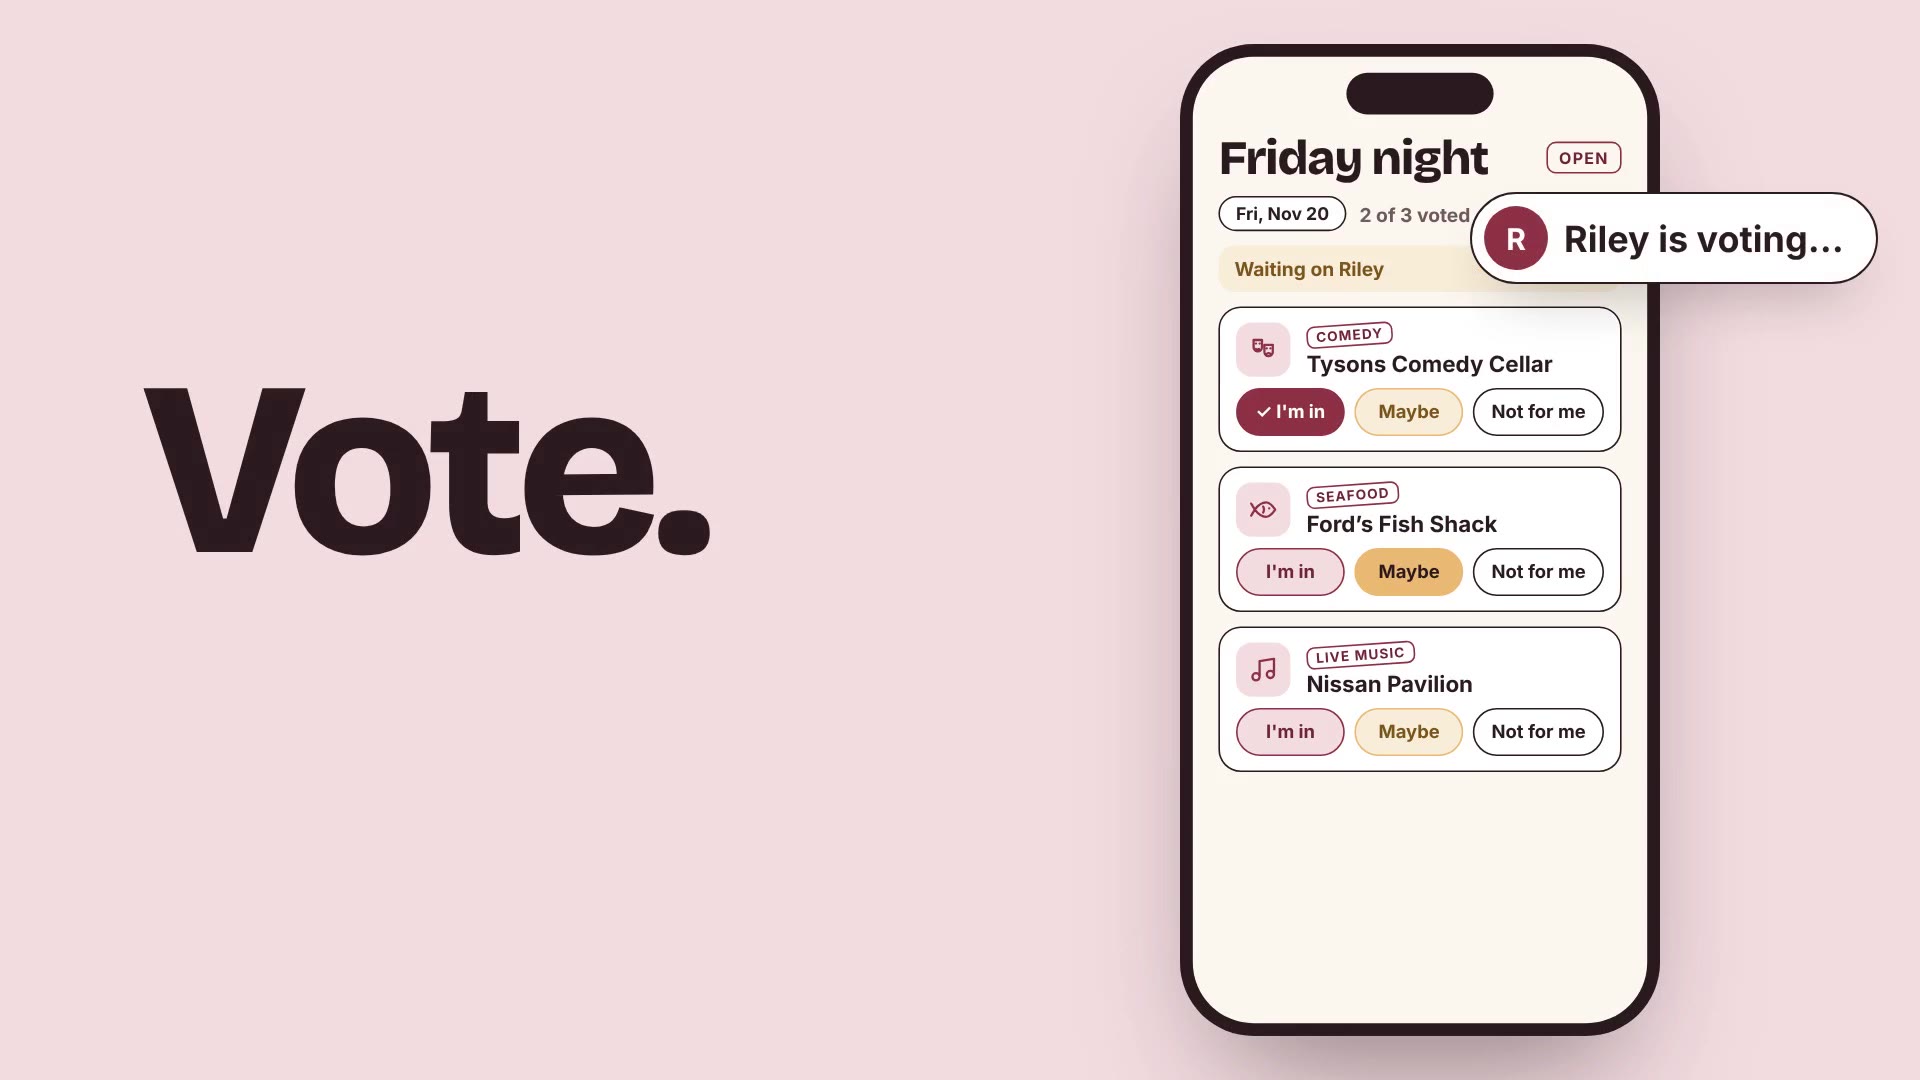 Vote.
Friday night
OPEN
Fri, Nov 20
2 of 3 voted
R
Riley is voting...
Waiting on Riley
COMEDY
Tysons Comedy Cellar
I'm in
Maybe
Not for me
SEAFOOD
Ford’s Fish Shack
I'm in
Maybe
Not for me
LIVE MUSIC
Nissan Pavilion
I'm in
Maybe
Not for me